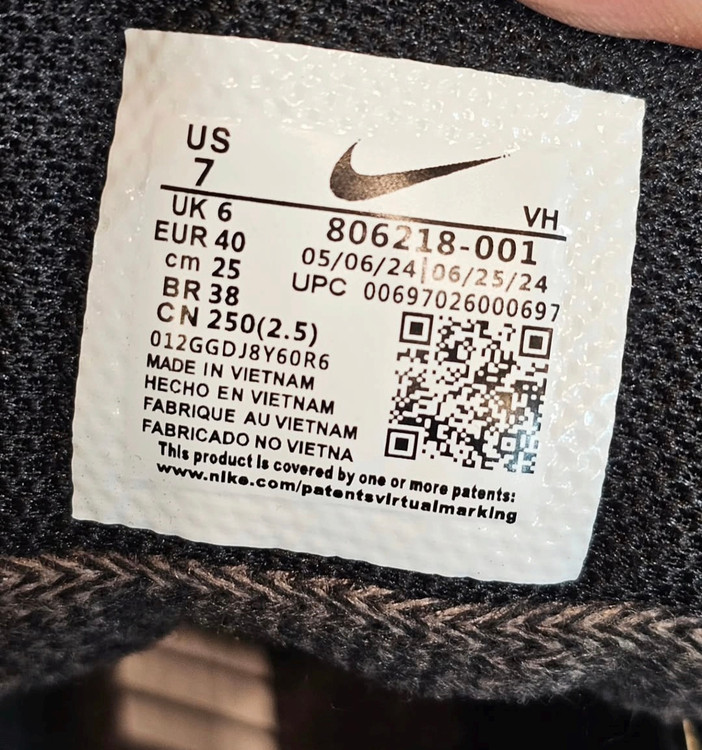 US
7
VH
UK 6
806218-001
EUR 40
05/06/24|06/25/24
cm 25
UPC 00697026000697
BR 38
CN 250(2.5)
012GGDJ8Y60R6
MADE IN VIETNAM
HECHO EN VIETNAM
FABRIQUE AU VIETNAM
FABRICADO NO VIETNA
This product is covered by one or more patents:
www.nike.com/patentsvirtualmarking